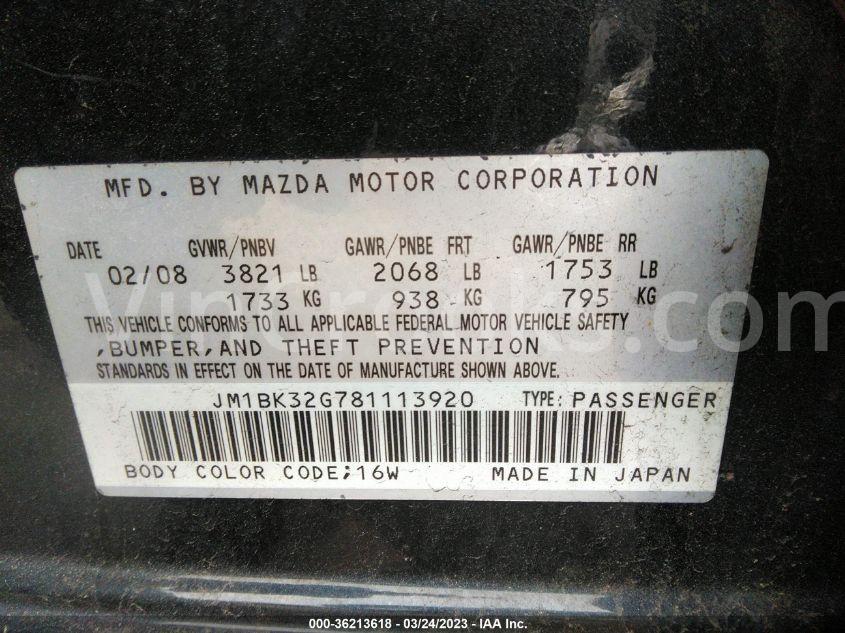 MFD. BY MAZDA MOTOR CORPORATION
DATE GVWR/PNBV GAWR/PNBE FRT GAWR/PNBE RR
02/08 3821 LB 2068 LB 1753 LB
1733 KG 938 KG 795 KG
THIS VEHICLE CONFORMS TO ALL APPLICABLE FEDERAL MOTOR VEHICLE SAFETY
,BUMPER,AND THEFT PREVENTION
STANDARDS IN EFFECT ON THE DATE OF MANUFACTURE SHOWN ABOVE.
JM1BK32G781113920 TYPE: PASSENGER
BODY COLOR CODE;16W MADE IN JAPAN
000-36213618 - 03/24/2023 - IAA Inc.